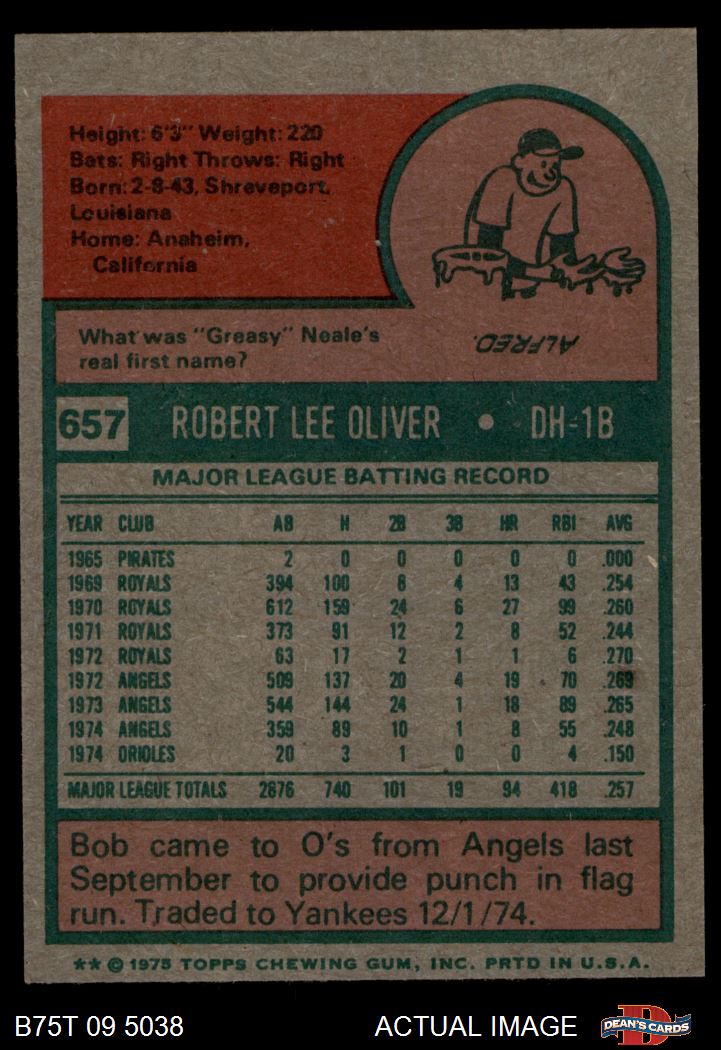 Height: 6'3" Weight: 220
Bats: Right Throws: Right
Born: 2-8-43, Shreveport,
Louisiana
Home: Anaheim,
California
What was "Greasy" Neale's
real first name?
ALFRED.
657 ROBERT LEE OLIVER • DH-1B
MAJOR LEAGUE BATTING RECORD
YEAR CLUB AB H 2B 3B HR RBI AVG
1965 PIRATES 2 0 0 0 0 0 .000
1969 ROYALS 394 100 8 4 13 43 .254
1970 ROYALS 612 159 24 6 27 99 .260
1971 ROYALS 373 91 12 2 8 52 .244
1972 ROYALS 63 17 2 1 1 6 .270
1972 ANGELS 509 137 20 4 19 70 .269
1973 ANGELS 544 144 24 1 18 89 .265
1974 ANGELS 359 89 10 1 8 55 .248
1974 ORIOLES 20 3 1 0 0 4 .150
MAJOR LEAGUE TOTALS 2876 740 101 19 94 418 .257
Bob came to O's from Angels last
September to provide punch in flag
run. Traded to Yankees 12/1/74.
** © 1975 TOPPS CHEWING GUM, INC. PRTD IN U.S.A.
B75T 09 5038 ACTUAL IMAGE DEAN'S CARDS